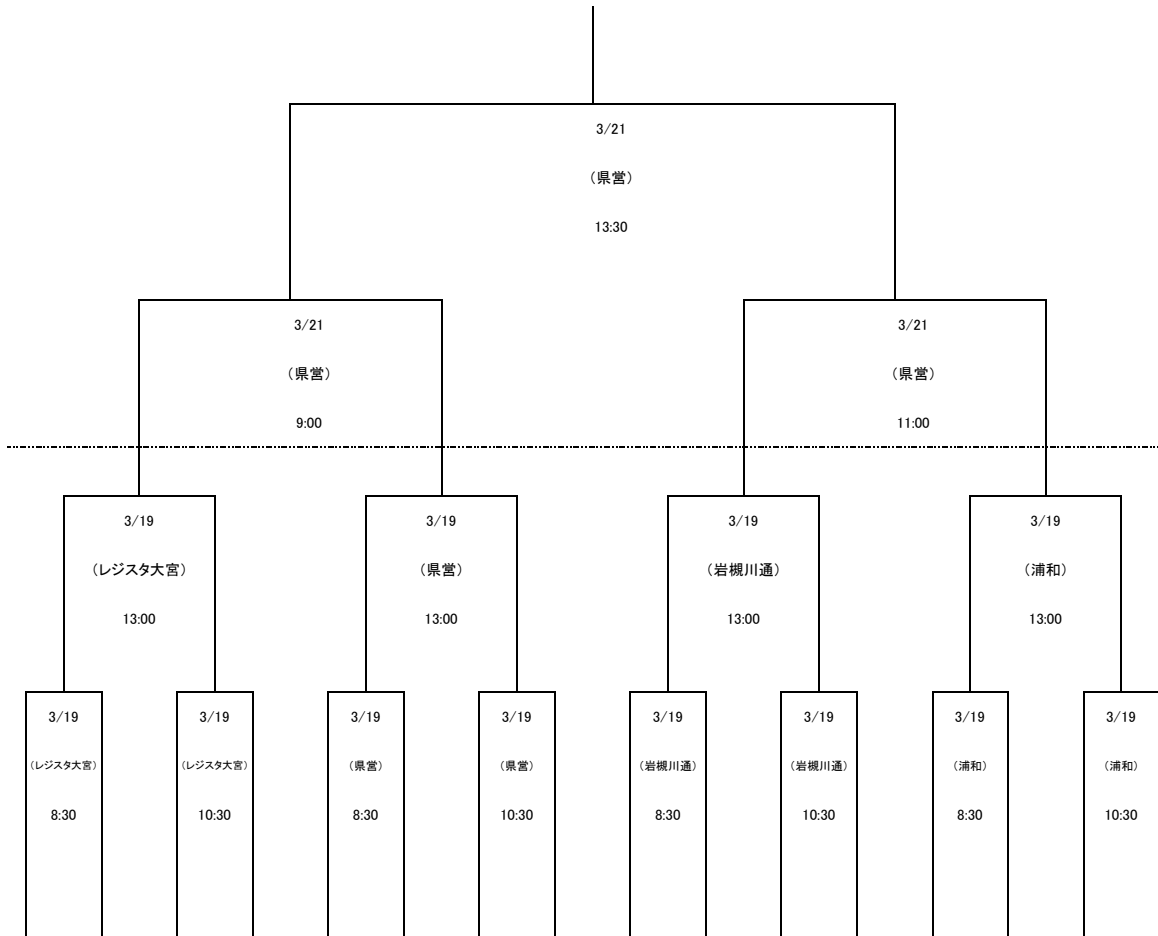 3/21
（県営）
13:30
3/21
（県営）
9:00
3/21
（県営）
11:00
3/19
（レジスタ大宮）
13:00
3/19
（県営）
13:00
3/19
（岩槻川通）
13:00
3/19
（浦和）
13:00
3/19
（レジスタ大宮）
8:30
3/19
（レジスタ大宮）
10:30
3/19
（県営）
8:30
3/19
（県営）
10:30
3/19
（岩槻川通）
8:30
3/19
（岩槻川通）
10:30
3/19
（浦和）
8:30
3/19
（浦和）
10:30